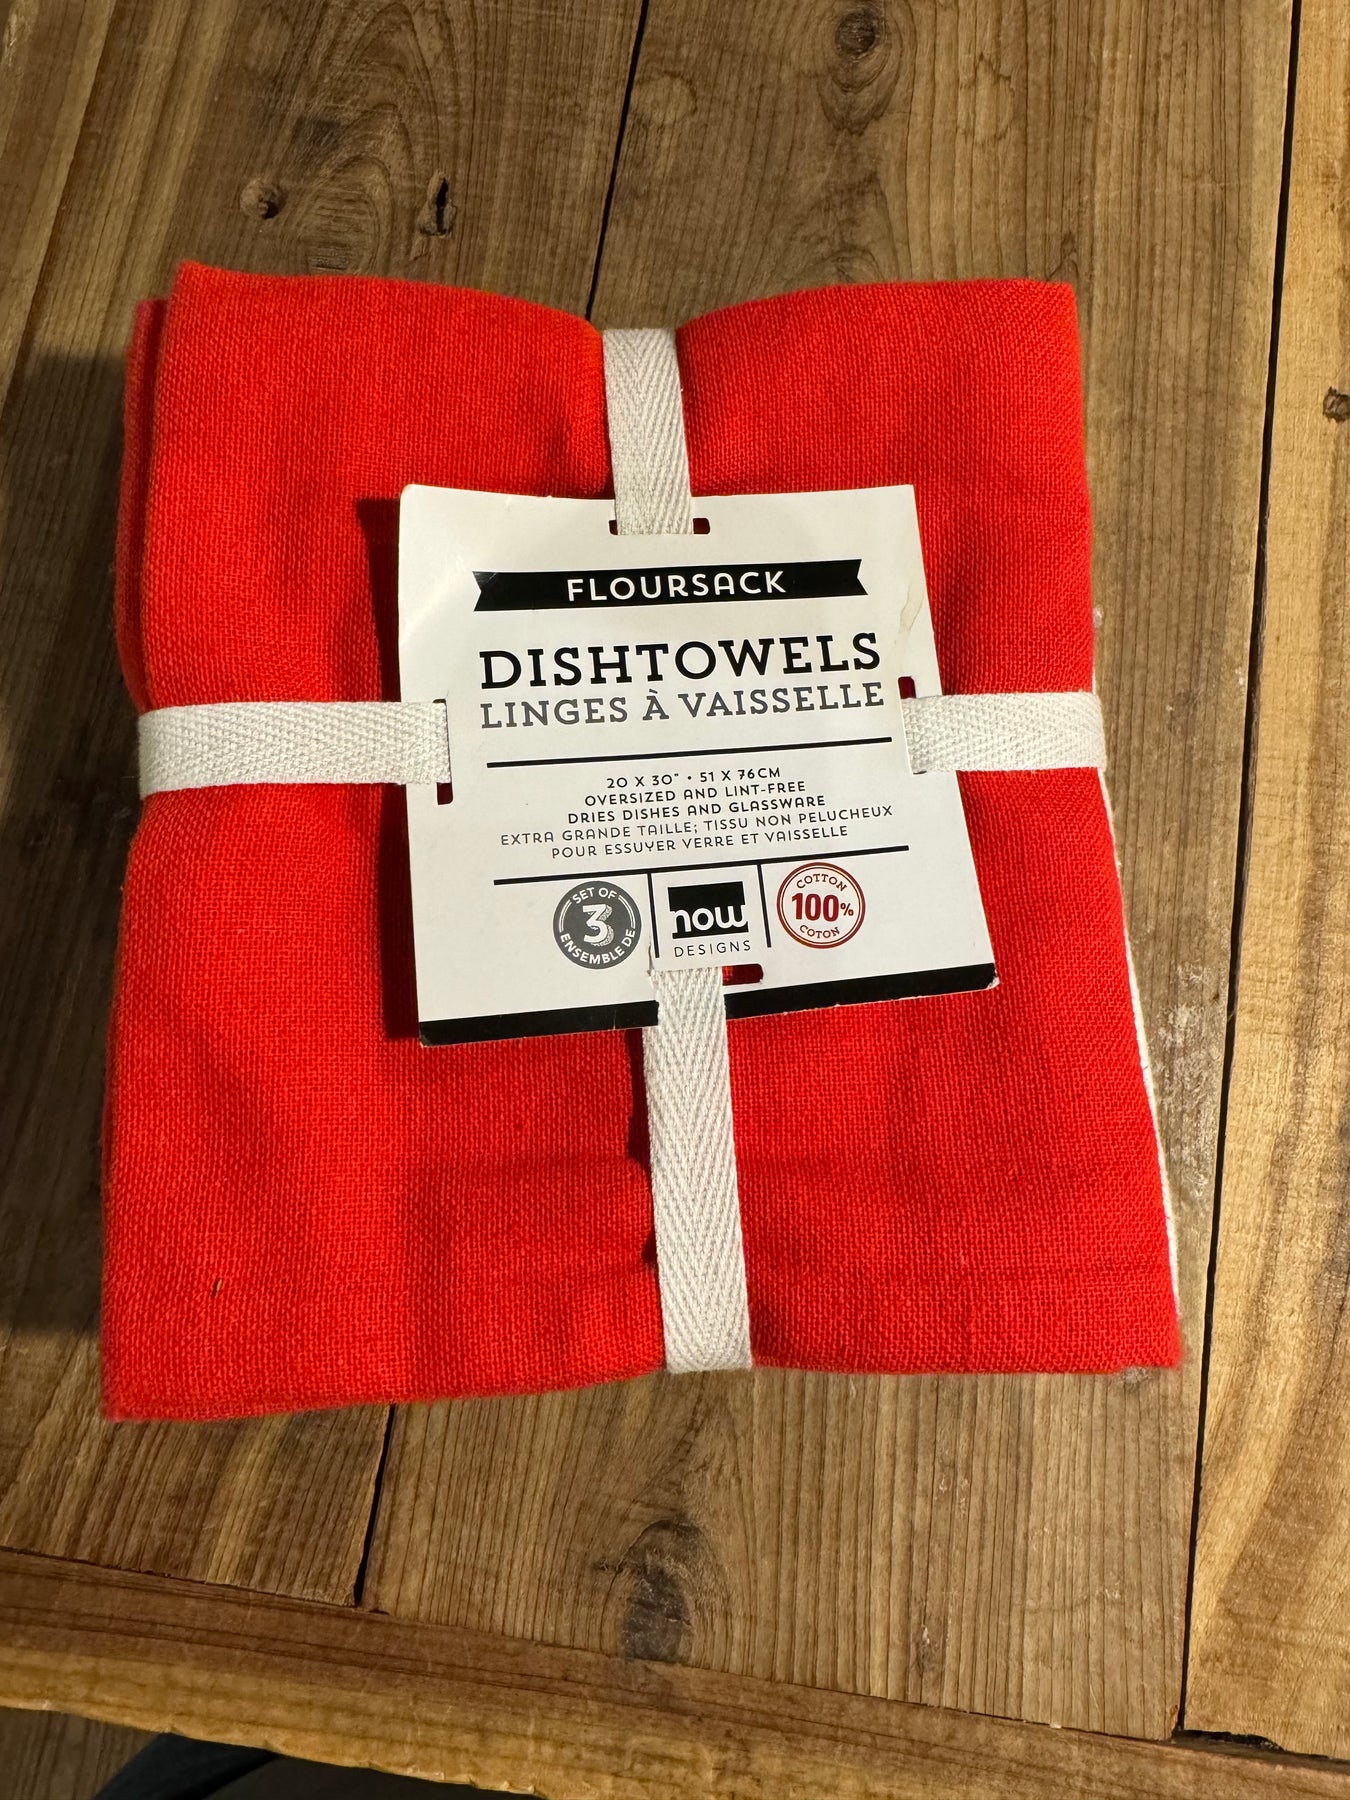 FLOURSACK
DISHTOWELS
LINGES À VAISSELLE
20 X 30" • 51 X 76CM
OVERSIZED AND LINT-FREE
DRIES DISHES AND GLASSWARE
EXTRA GRANDE TAILLE; TISSU NON PELUCHEUX
POUR ESSUYER VERRE ET VAISSELLE
SET OF
3
ENSEMBLE DE
now
DESIGNS
COTTON
100%
COTON